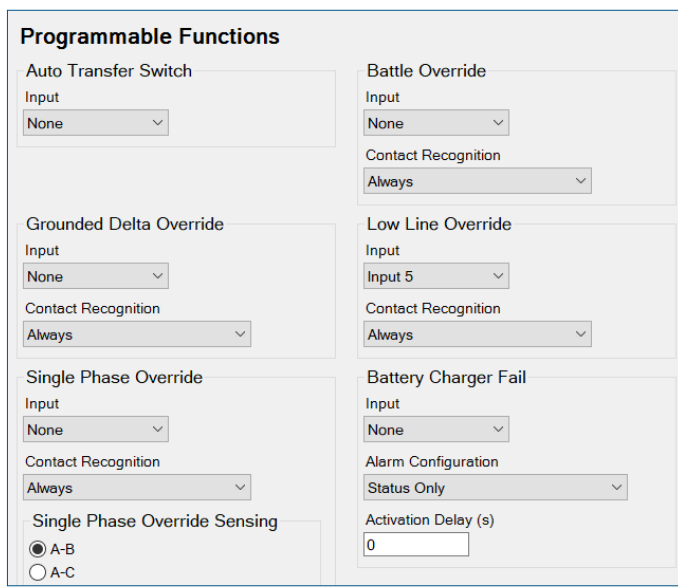 Programmable Functions
Auto Transfer Switch
Input
None
Battle Override
Input
None
Contact Recognition
Always
Grounded Delta Override
Input
None
Contact Recognition
Always
Low Line Override
Input
Input 5
Contact Recognition
Always
Single Phase Override
Input
None
Contact Recognition
Always
Single Phase Override Sensing
A-B
A-C
Battery Charger Fail
Input
None
Alarm Configuration
Status Only
Activation Delay (s)
0